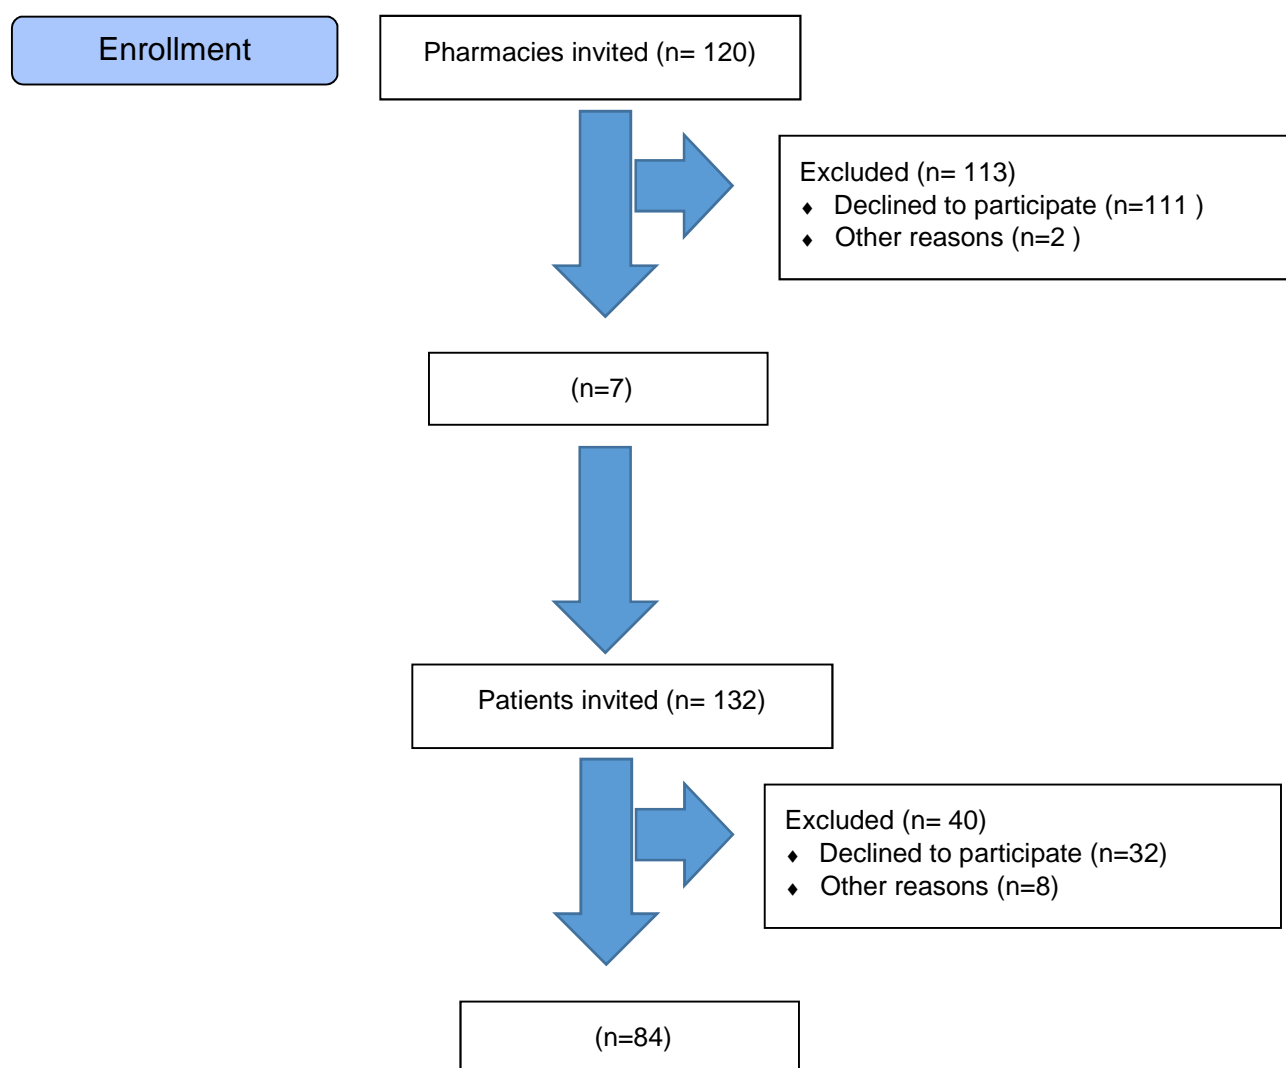 Enrollment
Pharmacies invited (n= 120)
Excluded (n= 113)
♦ Declined to participate (n=111 )
♦ Other reasons (n=2 )
(n=7)
Patients invited (n= 132)
Excluded (n= 40)
♦ Declined to participate (n=32)
♦ Other reasons (n=8)
(n=84)